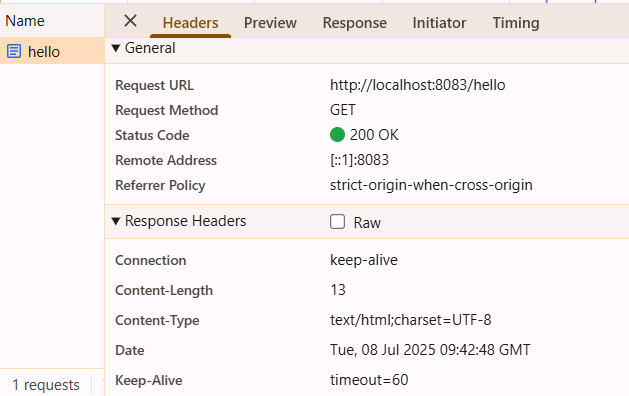 Name
× Headers Preview Response Initiator Timing
hello
▼ General
Request URL http://localhost:8083/hello
Request Method GET
Status Code 200 OK
Remote Address [::1]:8083
Referrer Policy strict-origin-when-cross-origin
▼ Response Headers Raw
Connection keep-alive
Content-Length 13
Content-Type text/html;charset=UTF-8
Date Tue, 08 Jul 2025 09:42:48 GMT
Keep-Alive timeout=60
1 requests